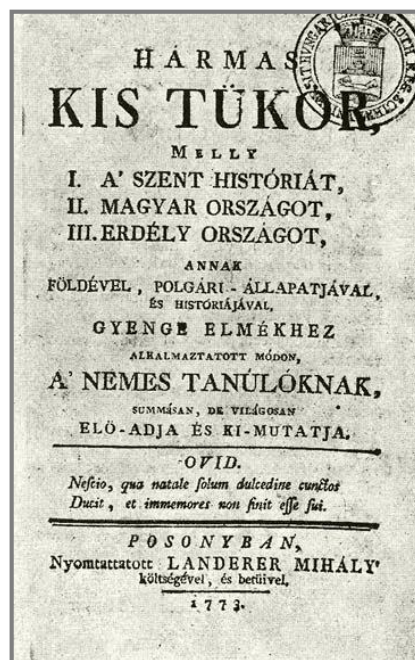 HÁRMAS
KIS TÜKÖR,
MELLY
I. A' SZENT HISTÓRIÁT,
II. MAGYAR ORSZÁGOT,
III. ERDÉLY ORSZÁGOT,
ANNAK
FÖLDÉVEL, POLGÁRI-ÁLLAPATJÁVAL,
ÉS HISTÓRIÁJÁVAL,
GYENGE ELMÉKHEZ
ALKALMAZTATOTT MÓDON,
A' NEMES TANÚLÓKNAK,
SUMMÁSAN, DE VILÁGOSAN
ELÖ-ADJA ÉS KI-MUTATJA.
OVID.
Neſcio, qua natale ſolum dulcedine cunctos
Ducit, et immemores non ſinit eſſe ſui.
POSONYBAN,
Nyomtattatott LANDERER MIHÁLY'
költségével, és betüivel.
1773.